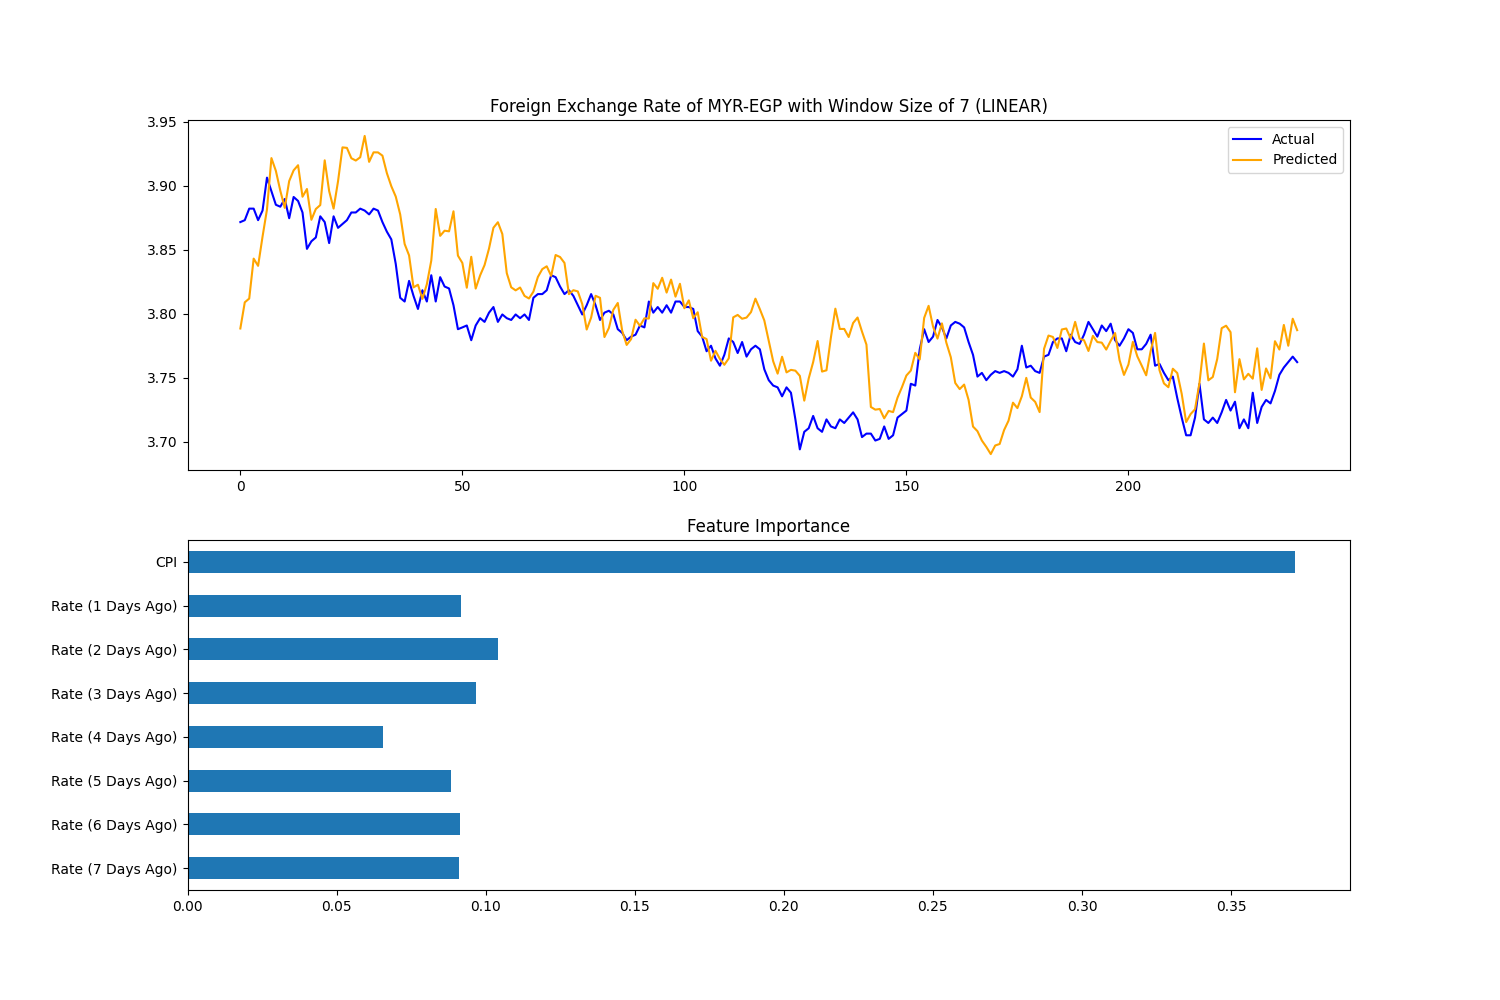 Foreign Exchange Rate of MYR-EGP with Window Size of 7 (LINEAR)
3.95
3.90
3.85
3.80
3.75
3.70
Actual
Predicted
0 50 100 150 200
Feature Importance
CPI
Rate (1 Days Ago)
Rate (2 Days Ago)
Rate (3 Days Ago)
Rate (4 Days Ago)
Rate (5 Days Ago)
Rate (6 Days Ago)
Rate (7 Days Ago)
0.00 0.05 0.10 0.15 0.20 0.25 0.30 0.35